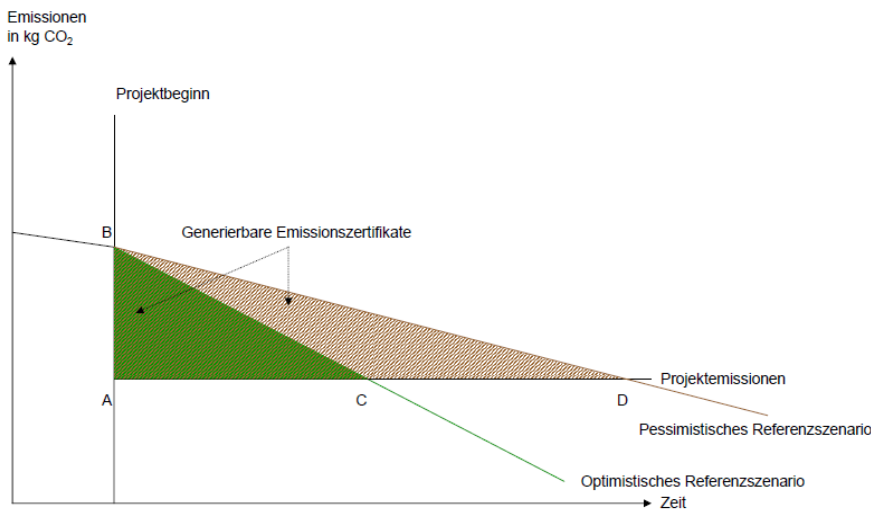 Emissionen
in kg CO₂
Projektbeginn
B
Generierbare Emissionszertifikate
Projektemissionen
A
C
D
Pessimistisches Referenzszenario
Optimistisches Referenzszenario
Zeit